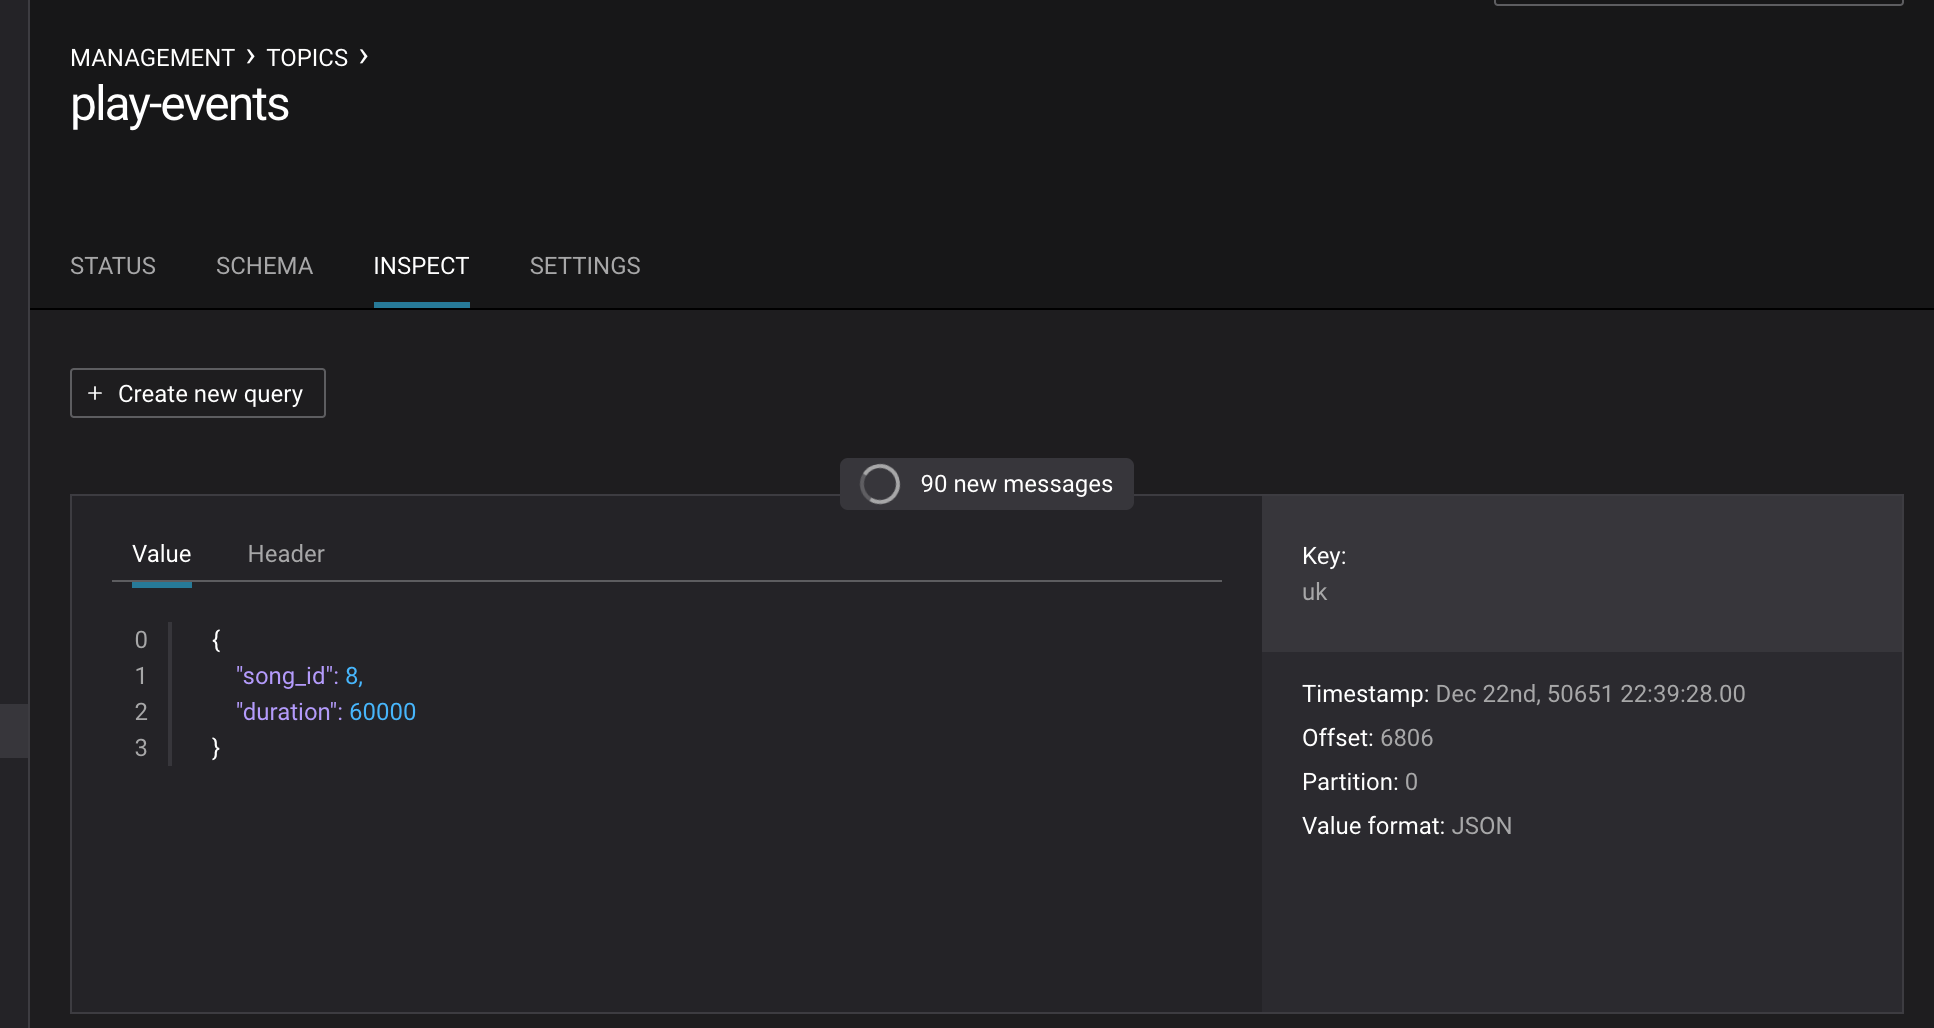 MANAGEMENT › TOPICS ›
play-events
STATUS SCHEMA INSPECT SETTINGS
+ Create new query
90 new messages
Value Header
0 {
1 "song_id": 8,
2 "duration": 60000
3 }
Key:
uk
Timestamp: Dec 22nd, 50651 22:39:28.00
Offset: 6806
Partition: 0
Value format: JSON